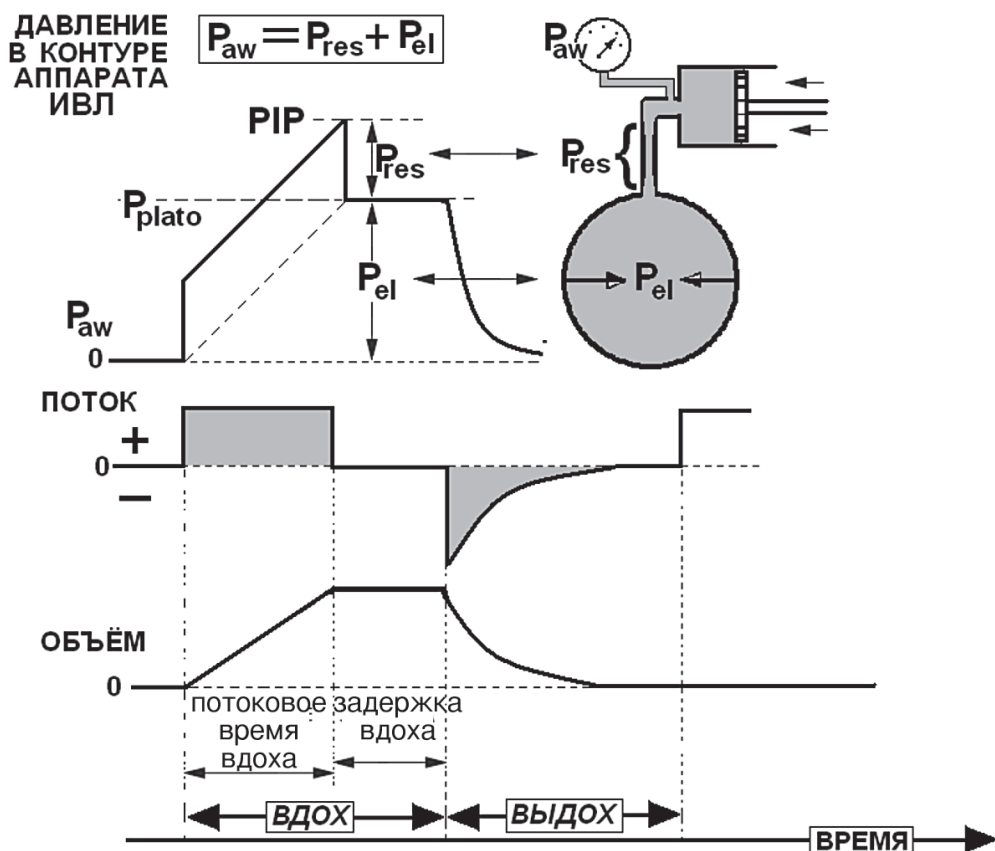 ДАВЛЕНИЕ
В КОНТУРЕ
АППАРАТА
ИВЛ
Paw = Pres + Pel
Paw
PIP
Pres
Pres {
Pplato
Pel
Pel
Paw
0
ПОТОК
+
0
−
ОБЪЁМ
0
потоковое
время
вдоха
задержка
вдоха
ВДОХ
ВЫДОХ
ВРЕМЯ